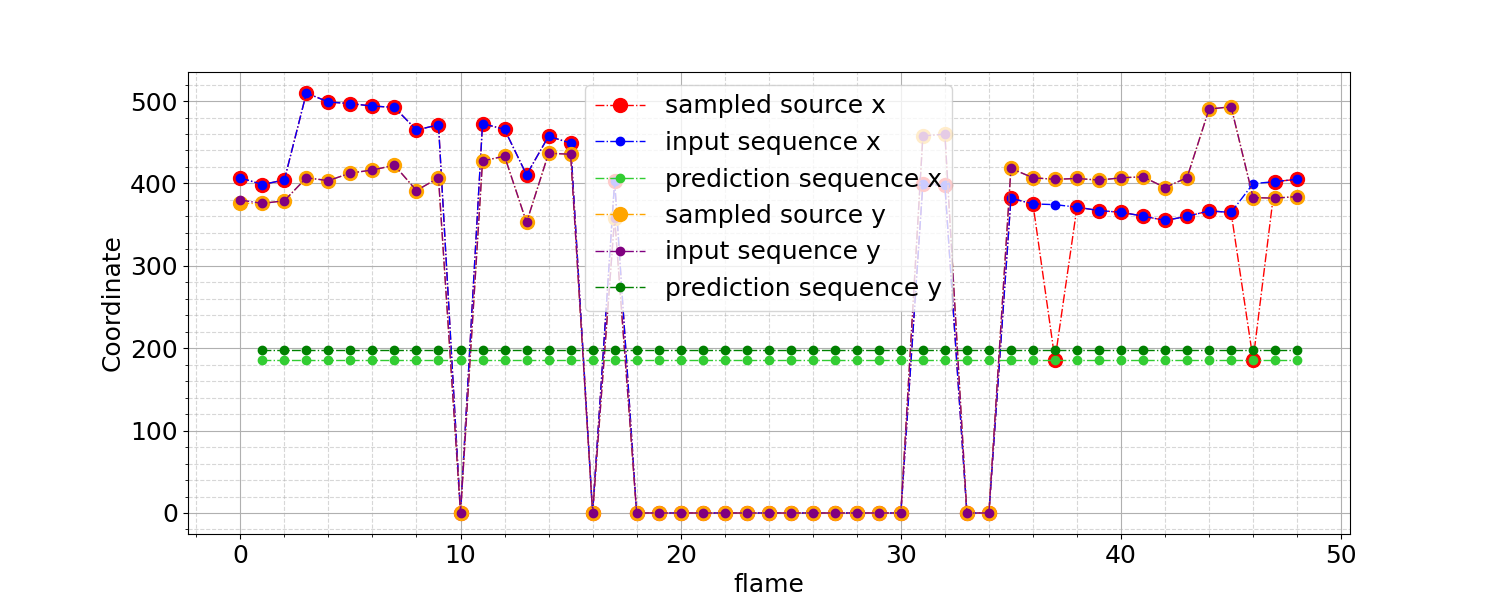 500
400
300
200
100
0
Coordinate
sampled source x
input sequence x
prediction sequence x
sampled source y
input sequence y
prediction sequence y
0 10 20 30 40 50
flame